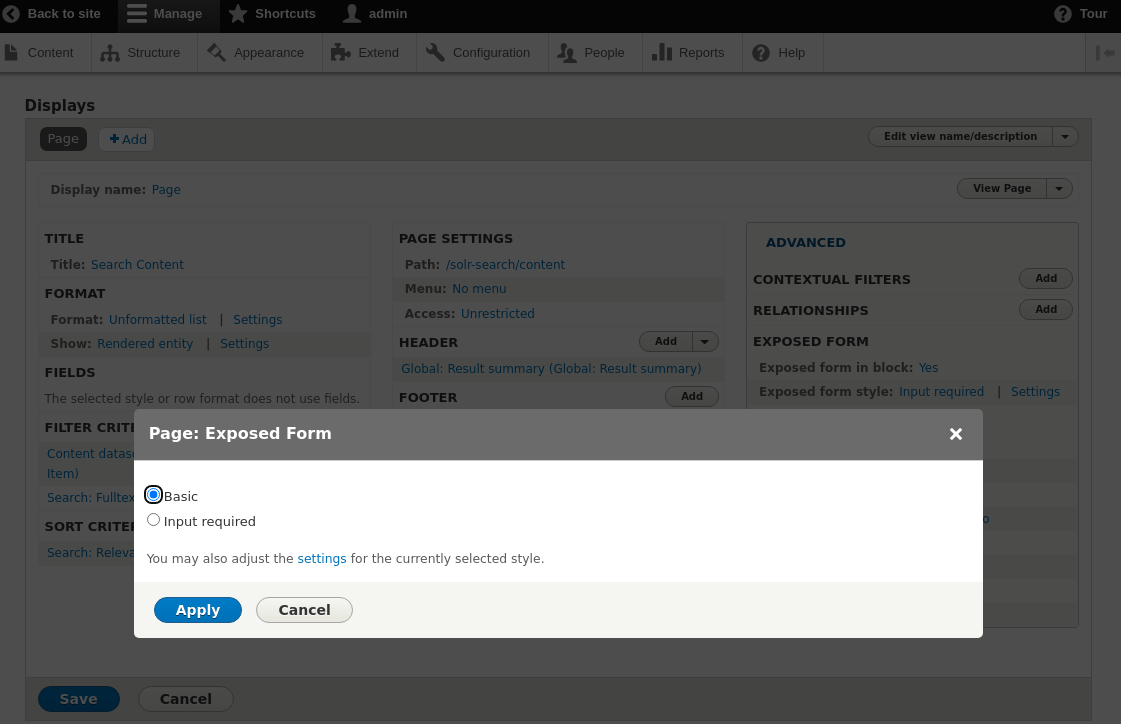 Back to site Manage Shortcuts admin Tour
Content Structure Appearance Extend Configuration People Reports Help
Displays
Page + Add Edit view name/description
Display name: Page View Page
TITLE
Title: Search Content
FORMAT
Format: Unformatted list | Settings
Show: Rendered entity | Settings
FIELDS
The selected style or row format does not use fields.
FILTER CRITE
Content datas
Item)
Search: Fulltex
SORT CRITER
Search: Releva
PAGE SETTINGS
Path: /solr-search/content
Menu: No menu
Access: Unrestricted
HEADER Add
Global: Result summary (Global: Result summary)
FOOTER Add
ADVANCED
CONTEXTUAL FILTERS Add
RELATIONSHIPS Add
EXPOSED FORM
Exposed form in block: Yes
Exposed form style: Input required | Settings
Page: Exposed Form
Basic
Input required
You may also adjust the settings for the currently selected style.
Apply Cancel
Save Cancel